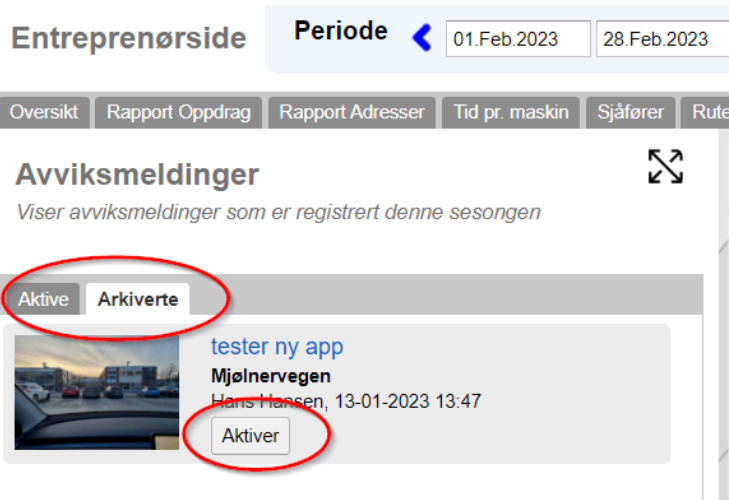 Entreprenørside
Periode
01.Feb.2023
28.Feb.2023
Oversikt
Rapport Oppdrag
Rapport Adresser
Tid pr. maskin
Sjåfører
Rute
Avviksmeldinger
Viser avviksmeldinger som er registrert denne sesongen
Aktive
Arkiverte
tester ny app
Mjølnervegen
Hans Hansen, 13-01-2023 13:47
Aktiver